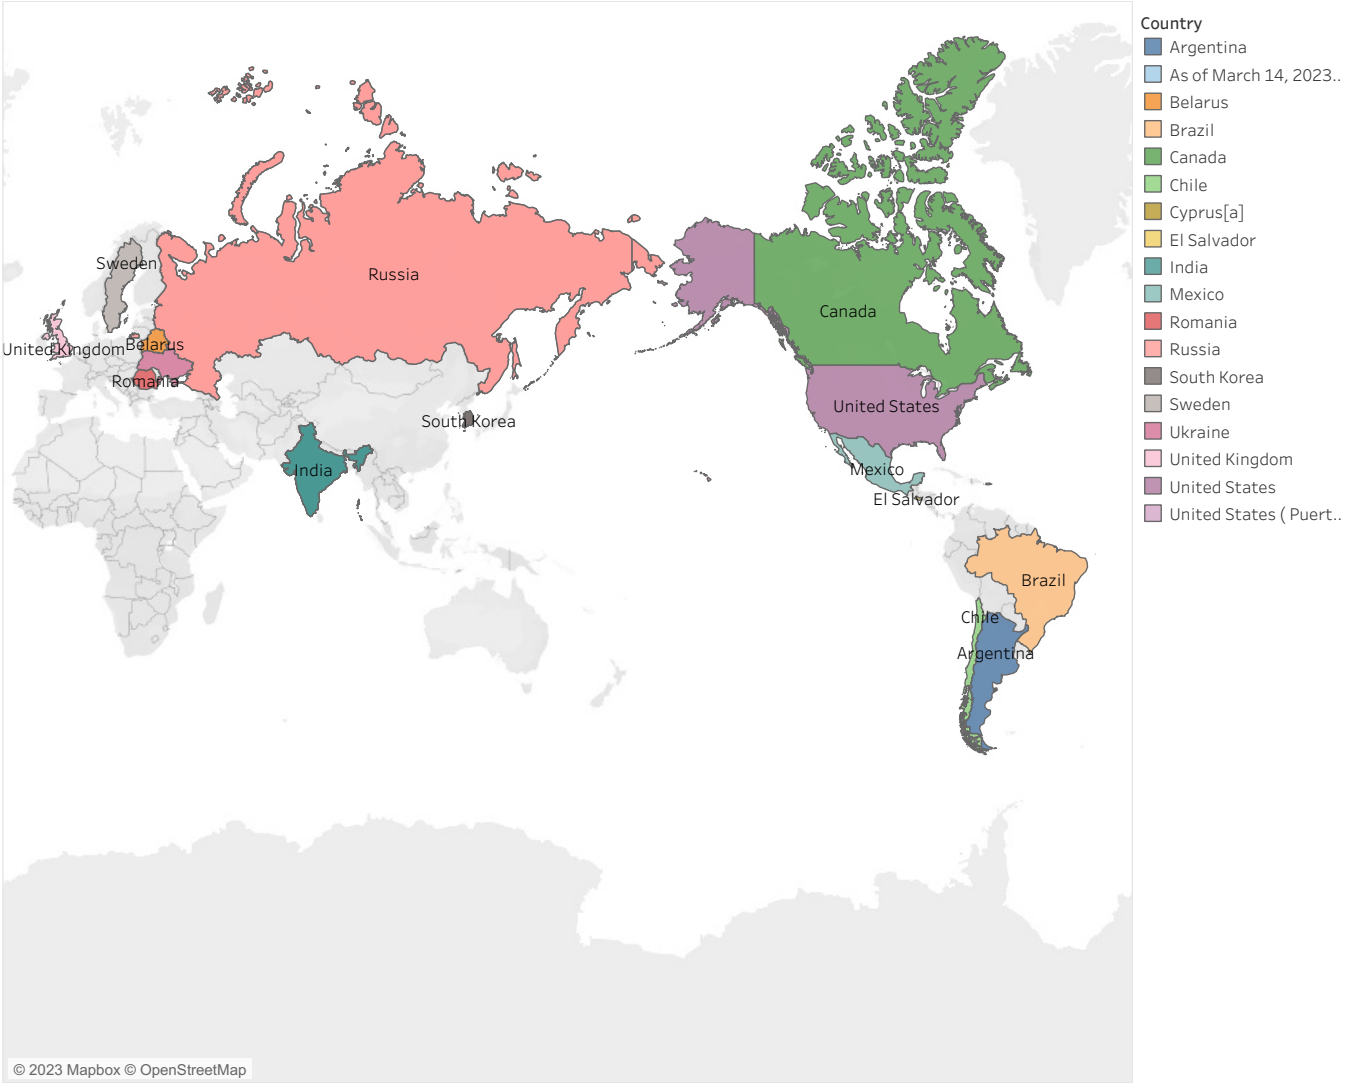 Country
Argentina
As of March 14, 2023..
Belarus
Brazil
Canada
Chile
Cyprus[a]
El Salvador
India
Mexico
Romania
Russia
South Korea
Sweden
Ukraine
United Kingdom
United States
United States ( Puert..
Sweden
Russia
Canada
United Kingdom
Belarus
Romania
United States
South Korea
India
Mexico
El Salvador
Brazil
Chile
Argentina
© 2023 Mapbox © OpenStreetMap